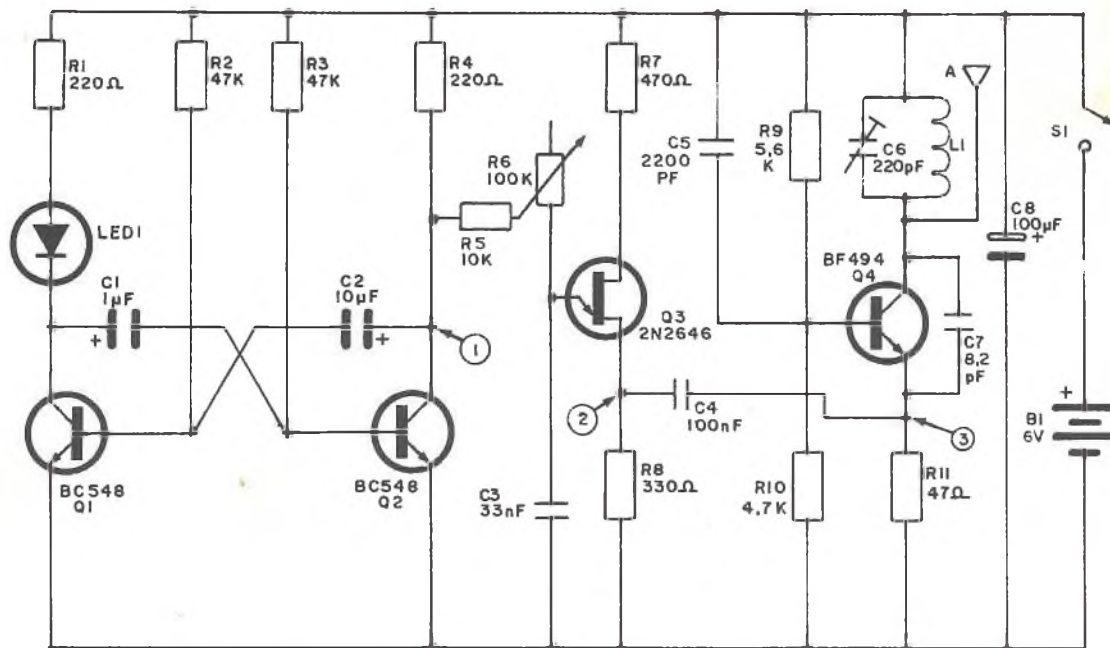 R1
220Ω
R2
47K
R3
47K
R4
220Ω
R7
470Ω
A
C5
2200
PF
R9
5,6
K
C6
220pF
L1
S1
R6
100K
R5
10K
LED1
C8
100µF
+
BF494
Q4
C1
1µF
+
C2
10µF
+
1
Q3
2N2646
C7
8,2
pF
2
C4
100nF
3
+
B1
6V
BC548
Q1
BC548
Q2
C3
33nF
R8
330Ω
R10
4,7K
R11
47Ω